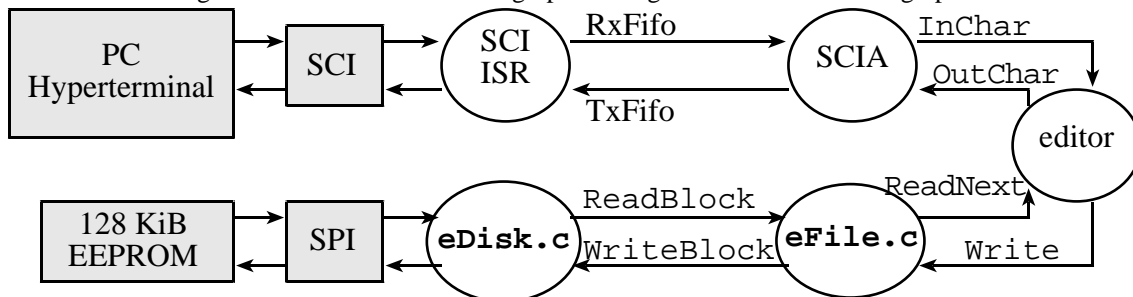 RxFifo
InChar
PC
Hyperterminal
SCI
SCI
ISR
SCIA
OutChar
TxFifo
editor
128 KiB
EEPROM
SPI
eDisk.c
ReadBlock
WriteBlock
eFile.c
ReadNext
Write